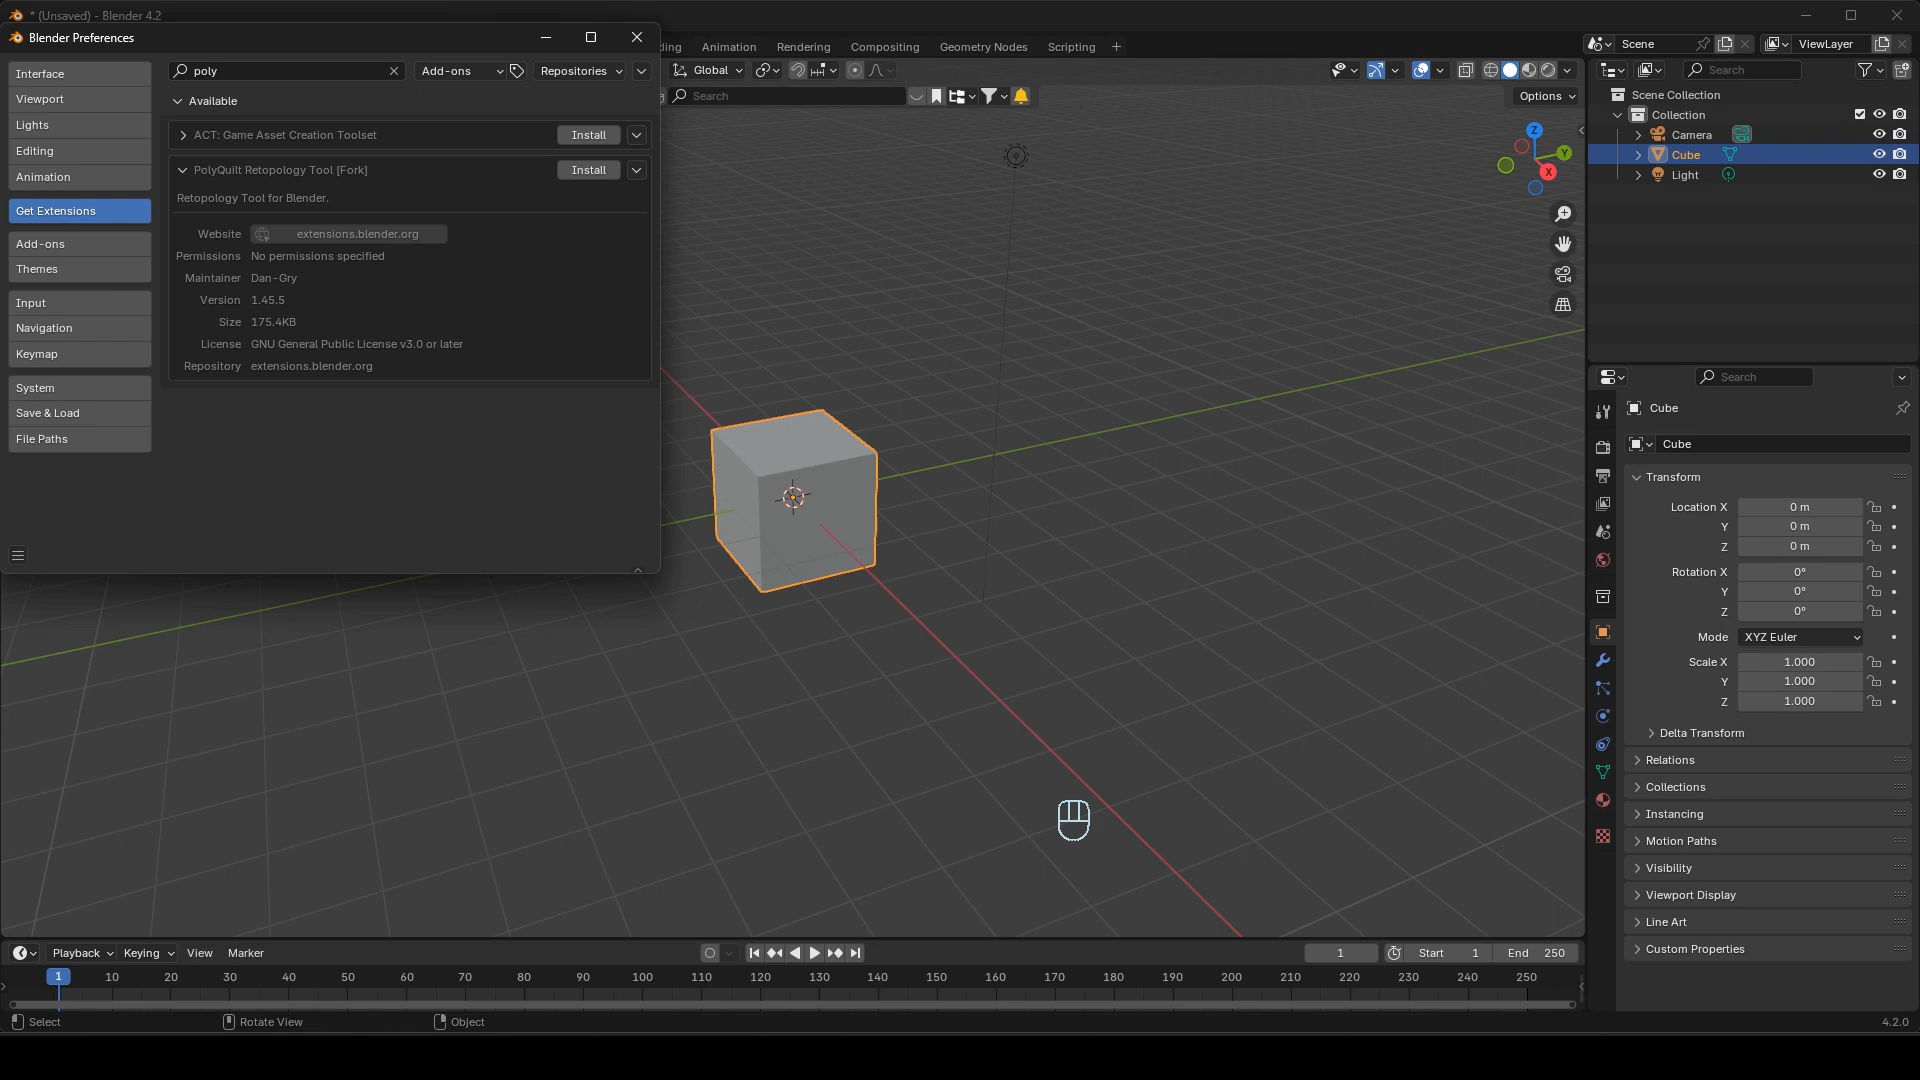 * (Unsaved) - Blender 4.2
Blender Preferences
Animation
Rendering
Compositing
Geometry Nodes
Scripting
Scene
ViewLayer
Interface
Viewport
Lights
Editing
Animation
Get Extensions
Add-ons
Themes
Input
Navigation
Keymap
System
Save & Load
File Paths
poly
Add-ons
Repositories
Available
ACT: Game Asset Creation Toolset
Install
PolyQuilt Retopology Tool [Fork]
Install
Retopology Tool for Blender.
Website extensions.blender.org
Permissions No permissions specified
Maintainer Dan-Gry
Version 1.45.5
Size 175.4KB
License GNU General Public License v3.0 or later
Repository extensions.blender.org
Global
Search
Options
Z
Y
X
Search
Scene Collection
Collection
Camera
Cube
Light
Search
Cube
Cube
Transform
Location X 0 m
Y 0 m
Z 0 m
Rotation X 0°
Y 0°
Z 0°
Mode XYZ Euler
Scale X 1.000
Y 1.000
Z 1.000
Delta Transform
Relations
Collections
Instancing
Motion Paths
Visibility
Viewport Display
Line Art
Custom Properties
Playback
Keying
View
Marker
1
Start 1
End 250
1 10 20 30 40 50 60 70 80 90 100 110 120 130 140 150 160 170 180 190 200 210 220 230 240 250
Select
Rotate View
Object
4.2.0